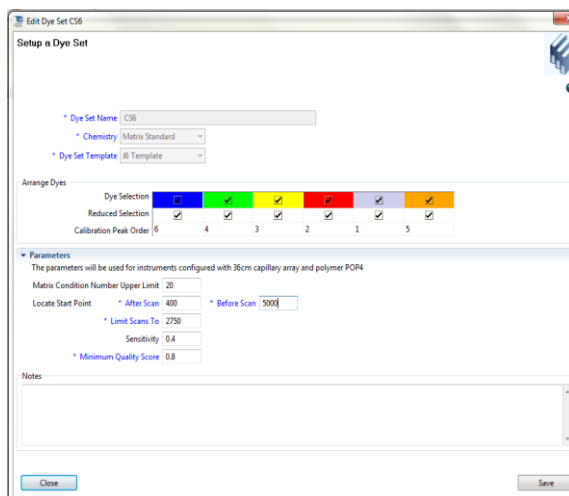 Edit Dye Set CS6
Setup a Dye Set
* Dye Set Name CS6
* Chemistry Matrix Standard
* Dye Set Template J6 Template
Arrange Dyes
Dye Selection
Reduced Selection
Calibration Peak Order 6 4 3 2 1 5
Parameters
The parameters will be used for instruments configured with 36cm capillary array and polymer POP4
Matrix Condition Number Upper Limit 20
Locate Start Point * After Scan 400 * Before Scan 5000
* Limit Scans To 2750
Sensitivity 0.4
* Minimum Quality Score 0.8
Notes
Close Save